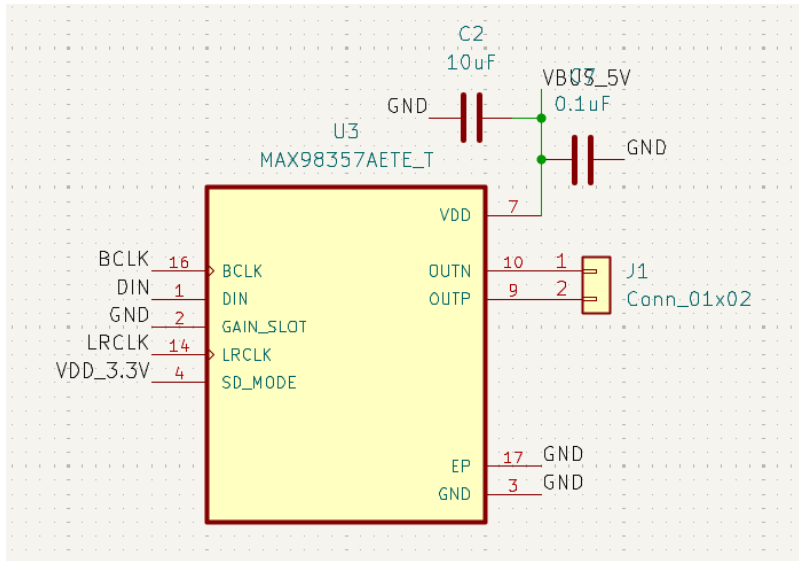 C2
10uF
VBUS_5V
C7
0.1uF
GND
GND
U3
MAX98357AETE_T
VDD
7
BCLK
16
BCLK
OUTN
10
1
J1
DIN
1
DIN
OUTP
9
2
Conn_01x02
GND
2
GAIN_SLOT
LRCLK
14
LRCLK
VDD_3.3V
4
SD_MODE
EP
17
GND
GND
3
GND